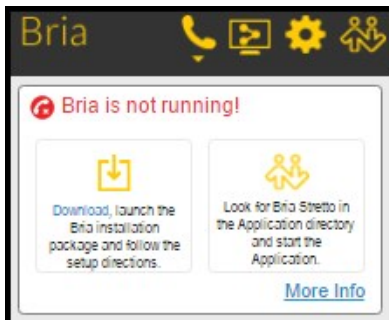 Bria
Bria is not running!
Download, launch the
Bria installation
package and follow the
setup directions.
Look for Bria Stretto in
the Application directory
and start the
Application.
More Info